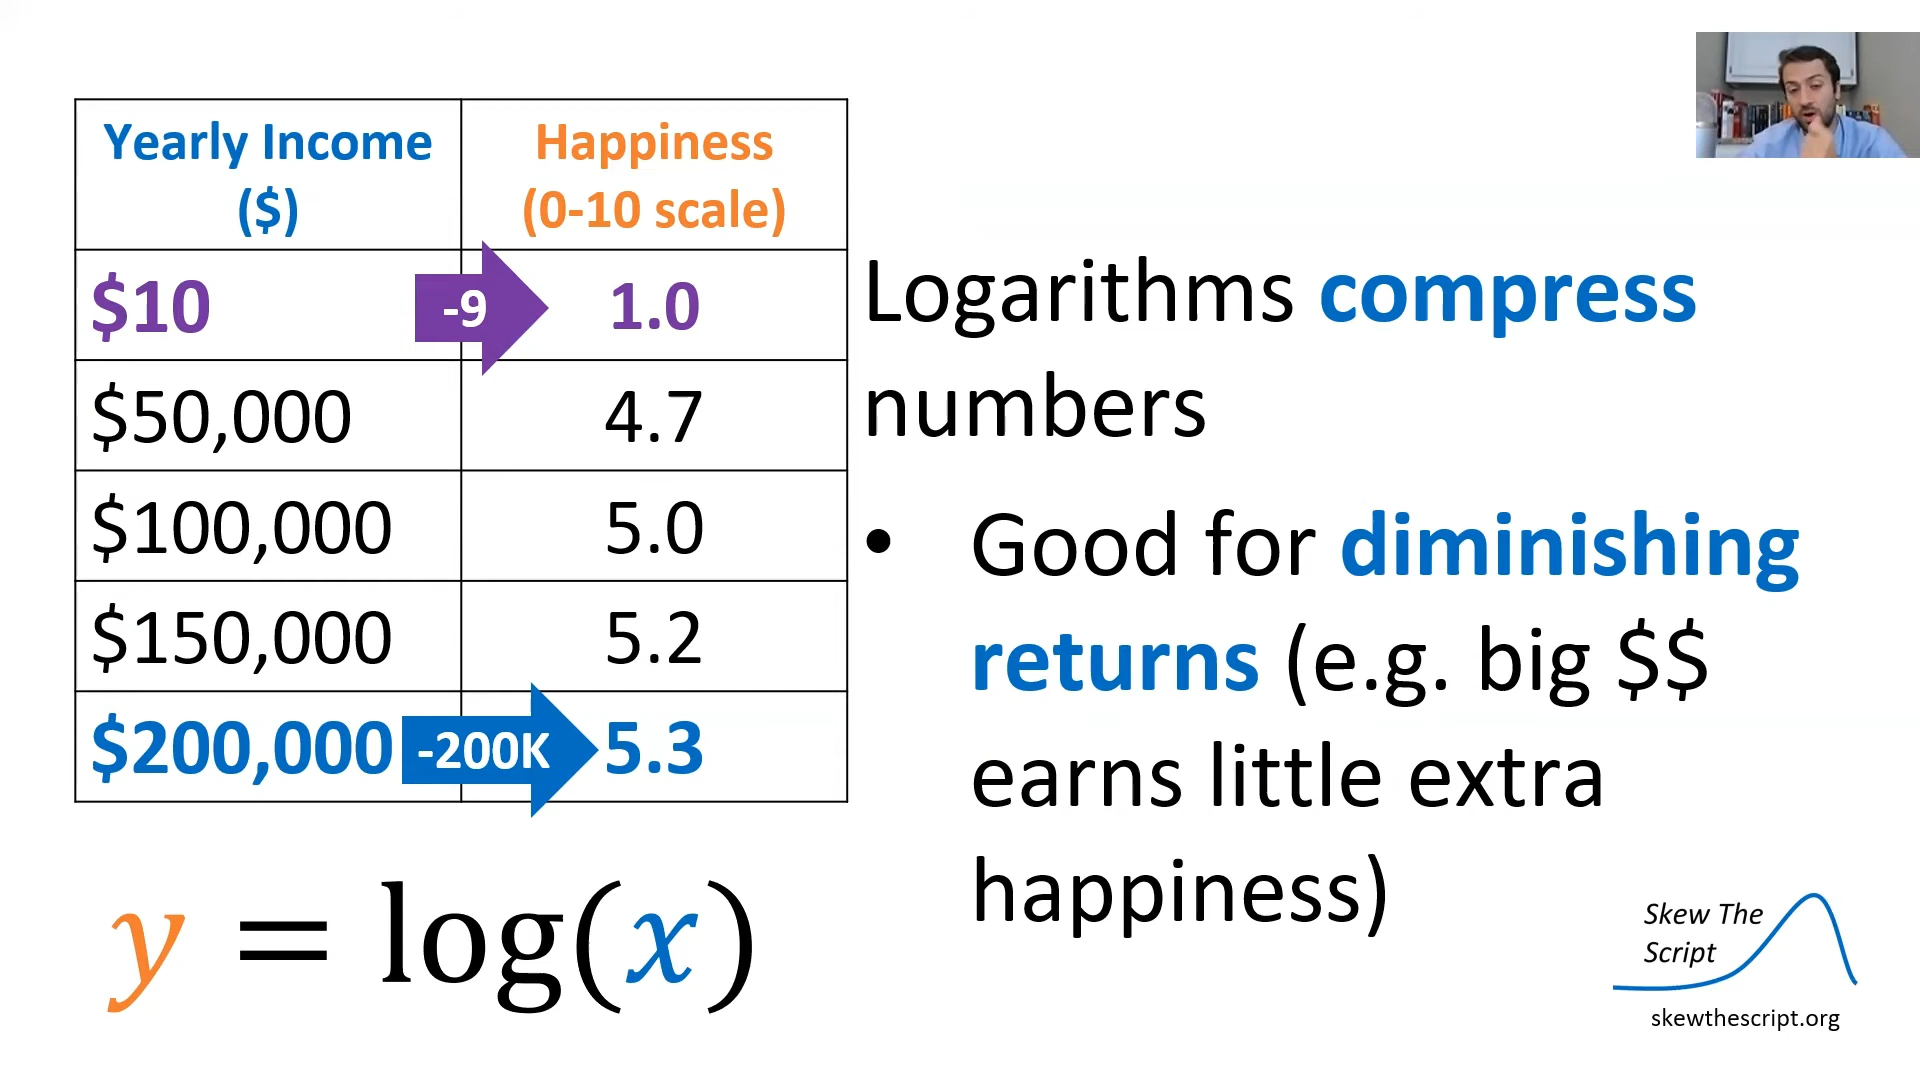 Yearly Income
($)
Happiness
(0-10 scale)
$10
-9
1.0
$50,000
4.7
$100,000
5.0
$150,000
5.2
$200,000
-200K
5.3
y = log(x)
Logarithms compress
numbers
• Good for diminishing
returns (e.g. big $$
earns little extra
happiness)
Skew The
Script
skewthescript.org